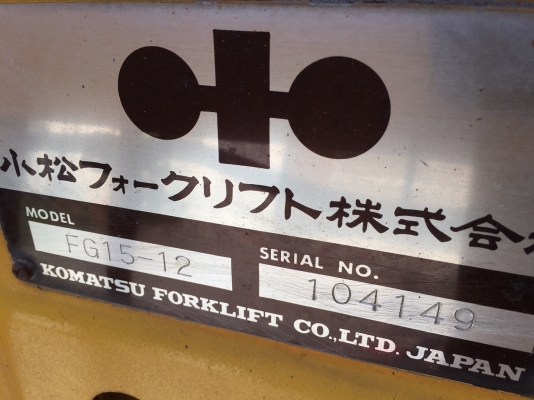 小松フォークリフト株式会
MODEL
FG15-12
SERIAL NO.
104149
KOMATSU FORKLIFT CO.,LTD. JAPAN